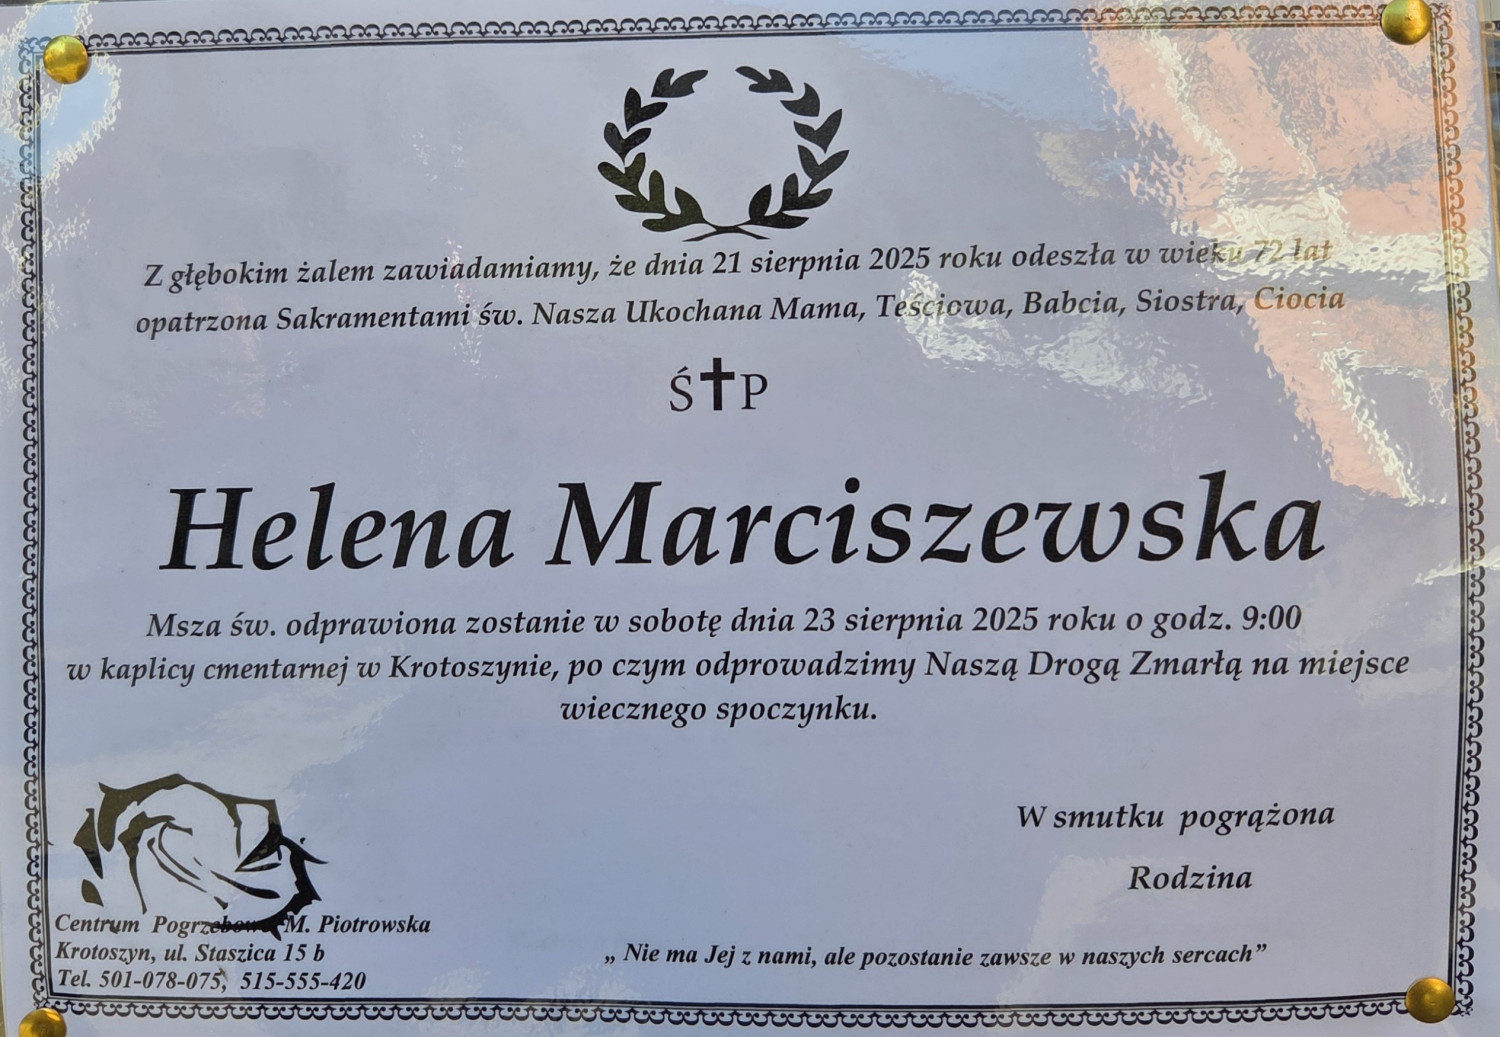 Z głębokim żalem zawiadamiamy, że dnia 21 sierpnia 2025 roku odeszła w wieku 72 lat
opatrzona Sakramentami św. Nasza Ukochana Mama, Teściowa, Babcia, Siostra, Ciocia
Ś✝P
Helena Marciszewska
Msza św. odprawiona zostanie w sobotę dnia 23 sierpnia 2025 roku o godz. 9:00
w kaplicy cmentarnej w Krotoszynie, po czym odprowadzimy Naszą Drogą Zmarłą na miejsce
wiecznego spoczynku.
W smutku pogrążona
Rodzina
Centrum Pogrzebowe M. Piotrowska
Krotoszyn, ul. Staszica 15 b
Tel. 501-078-075, 515-555-420
„ Nie ma Jej z nami, ale pozostanie zawsze w naszych sercach”